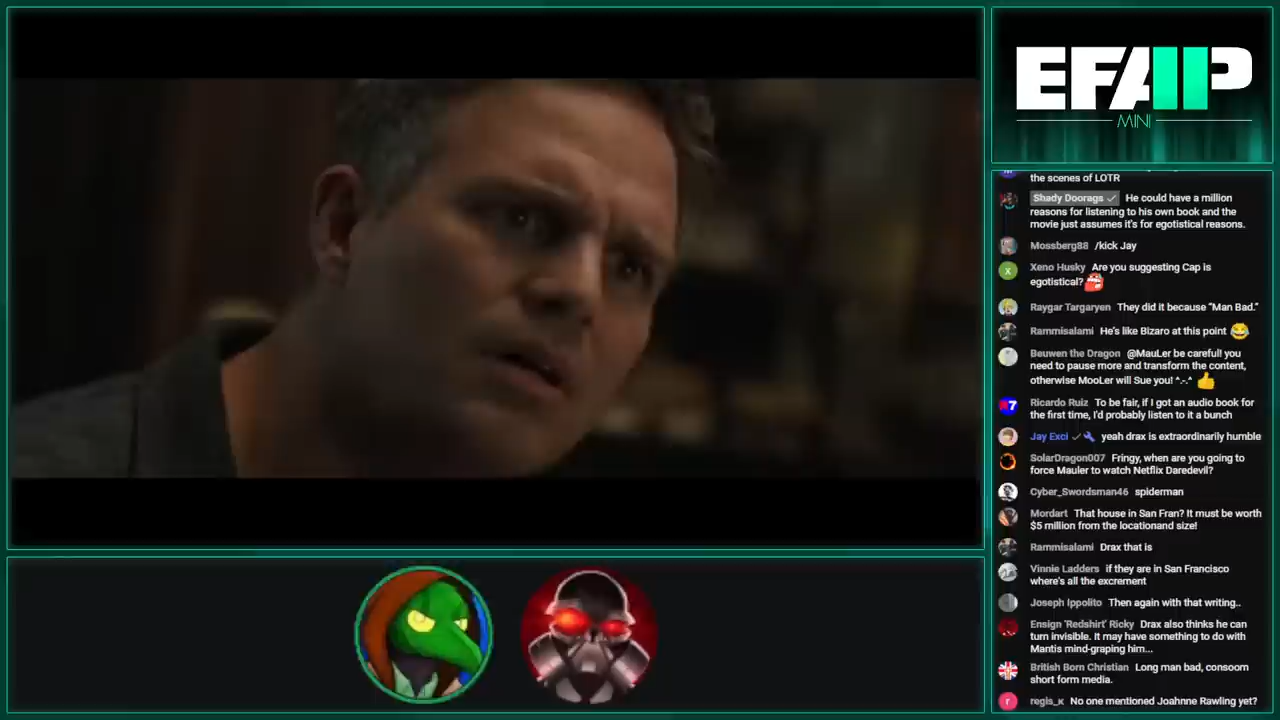 EFAP
MINI
the scenes of LOTR
Shady Doorags ✓ He could have a million
reasons for listening to his own book and the
movie just assumes it's for egotistical reasons.
Mossberg88 /kick Jay
Xeno Husky Are you suggesting Cap is
egotistical?
Raygar Targaryen They did it because “Man Bad.”
Rammisalami He's like Bizaro at this point 😂
Beuwen the Dragon @MauLer be careful! you
need to pause more and transform the content,
otherwise MooLer will Sue you! ^.-.^ 👍
Ricardo Ruiz To be fair, if I got an audio book for
the first time, I'd probably listen to it a bunch
Jay Exci ✓ yeah drax is extraordinarily humble
SolarDragon007 Fringy, when are you going to
force Mauler to watch Netflix Daredevil?
Cyber_Swordsman46 spiderman
Mordart That house in San Fran? It must be worth
$5 million from the locationand size!
Rammisalami Drax that is
Vinnie Ladders if they are in San Francisco
where's all the excrement
Joseph Ippolito Then again with that writing..
Ensign 'Redshirt' Ricky Drax also thinks he can
turn invisible. It may have something to do with
Mantis mind-graping him...
British Born Christian Long man bad, consoom
short form media.
regis_к No one mentioned Joahnne Rawling yet?